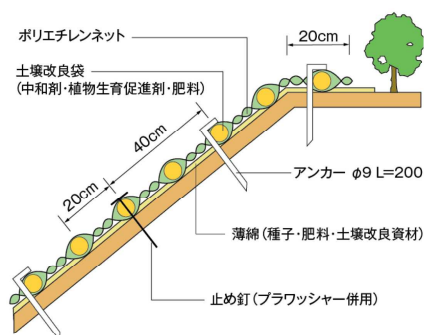 ポリエチレンネット
20cm
土壌改良袋
(中和剤・植物生育促進剤・肥料)
40cm
アンカー φ9 L=200
20cm
薄綿(種子・肥料・土壌改良資材)
止め釘(プラワッシャー併用)